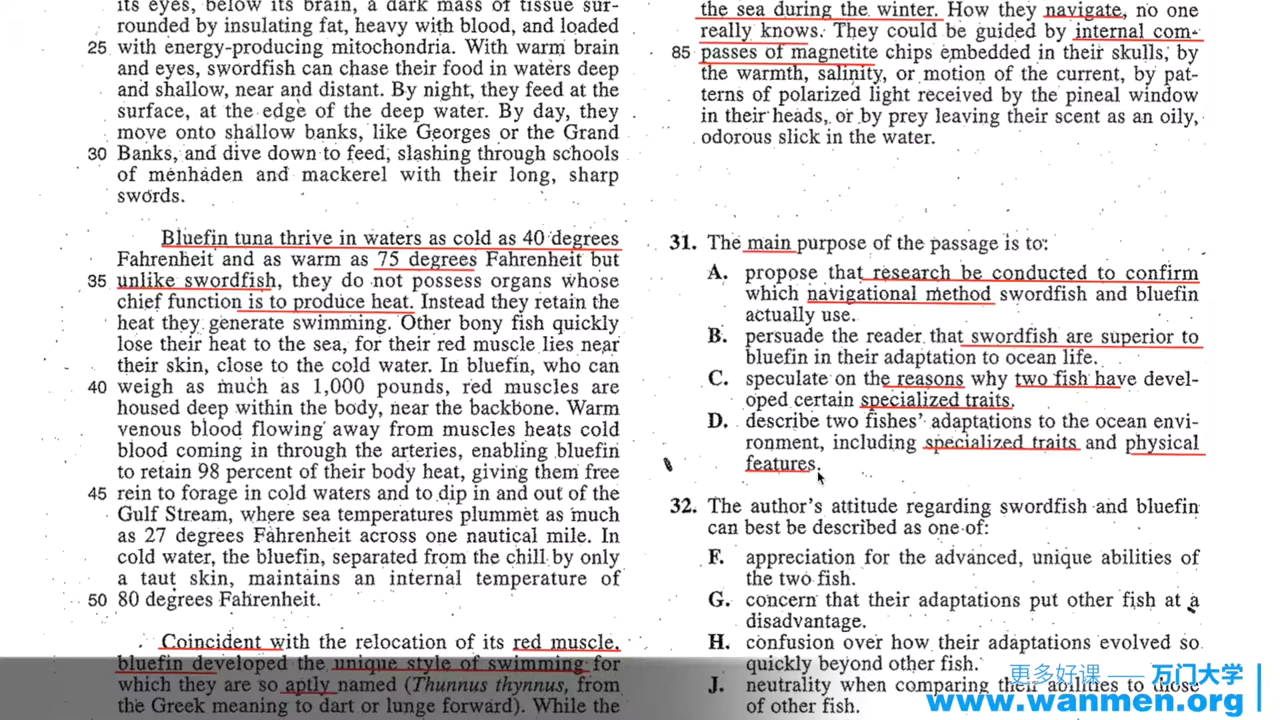 its eyes, below its brain, a dark mass of tissue sur-
rounded by insulating fat, heavy with blood, and loaded
25 with energy-producing mitochondria. With warm brain
and eyes, swordfish can chase their food in waters deep
and shallow, near and distant. By night, they feed at the
surface, at the edge of the deep water. By day, they
move onto shallow banks, like Georges or the Grand
30 Banks, and dive down to feed, slashing through schools
of menhaden and mackerel with their long, sharp
swords.
Bluefin tuna thrive in waters as cold as 40 degrees
Fahrenheit and as warm as 75 degrees Fahrenheit but
35 unlike swordfish, they do not possess organs whose
chief function is to produce heat. Instead they retain the
heat they generate swimming. Other bony fish quickly
lose their heat to the sea, for their red muscle lies near
their skin, close to the cold water. In bluefin, who can
40 weigh as much as 1,000 pounds, red muscles are
housed deep within the body, near the backbone. Warm
venous blood flowing away from muscles heats cold
blood coming in through the arteries, enabling bluefin
to retain 98 percent of their body heat, giving them free
45 rein to forage in cold waters and to dip in and out of the
Gulf Stream, where sea temperatures plummet as much
as 27 degrees Fahrenheit across one nautical mile. In
cold water, the bluefin, separated from the chill by only
a taut skin, maintains an internal temperature of
50 80 degrees Fahrenheit.
Coincident with the relocation of its red muscle,
bluefin developed the unique style of swimming for
which they are so aptly named (Thunnus thynnus, from
the Greek meaning to dart or lunge forward). While the
the sea during the winter. How they navigate, no one
really knows. They could be guided by internal com-
85 passes of magnetite chips embedded in their skulls, by
the warmth, salinity, or motion of the current, by pat-
terns of polarized light received by the pineal window
in their heads, or by prey leaving their scent as an oily,
odorous slick in the water.
31. The main purpose of the passage is to:
A. propose that research be conducted to confirm
which navigational method swordfish and bluefin
actually use.
B. persuade the reader that swordfish are superior to
bluefin in their adaptation to ocean life.
C. speculate on the reasons why two fish have devel-
oped certain specialized traits.
D. describe two fishes' adaptations to the ocean envi-
ronment, including specialized traits and physical
features.
32. The author's attitude regarding swordfish and bluefin
can best be described as one of:
F. appreciation for the advanced, unique abilities of
the two fish.
G. concern that their adaptations put other fish at a
disadvantage.
H. confusion over how their adaptations evolved so
quickly beyond other fish.
J. neutrality when comparing their abilities to those
of other fish.
更多好课 —— 万门大学
www.wanmen.org